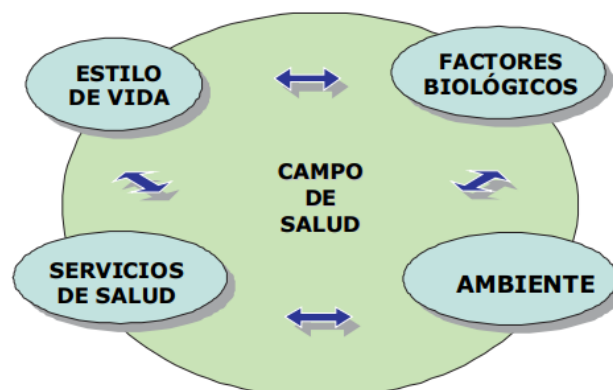 ESTILO
DE VIDA
FACTORES
BIOLÓGICOS
CAMPO
DE
SALUD
SERVICIOS
DE SALUD
AMBIENTE